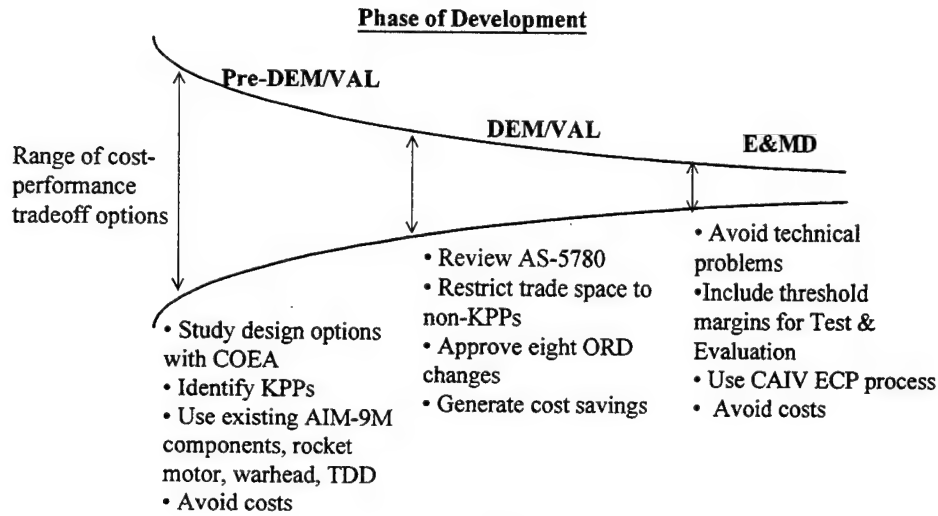 Phase of Development
Pre-DEM/VAL
DEM/VAL
E&MD
Range of cost-
performance
tradeoff options
• Study design options
with COEA
• Identify KPPs
• Use existing AIM-9M
components, rocket
motor, warhead, TDD
• Avoid costs
• Review AS-5780
• Restrict trade space to
non-KPPs
• Approve eight ORD
changes
• Generate cost savings
• Avoid technical
problems
•Include threshold
margins for Test &
Evaluation
• Use CAIV ECP process
• Avoid costs